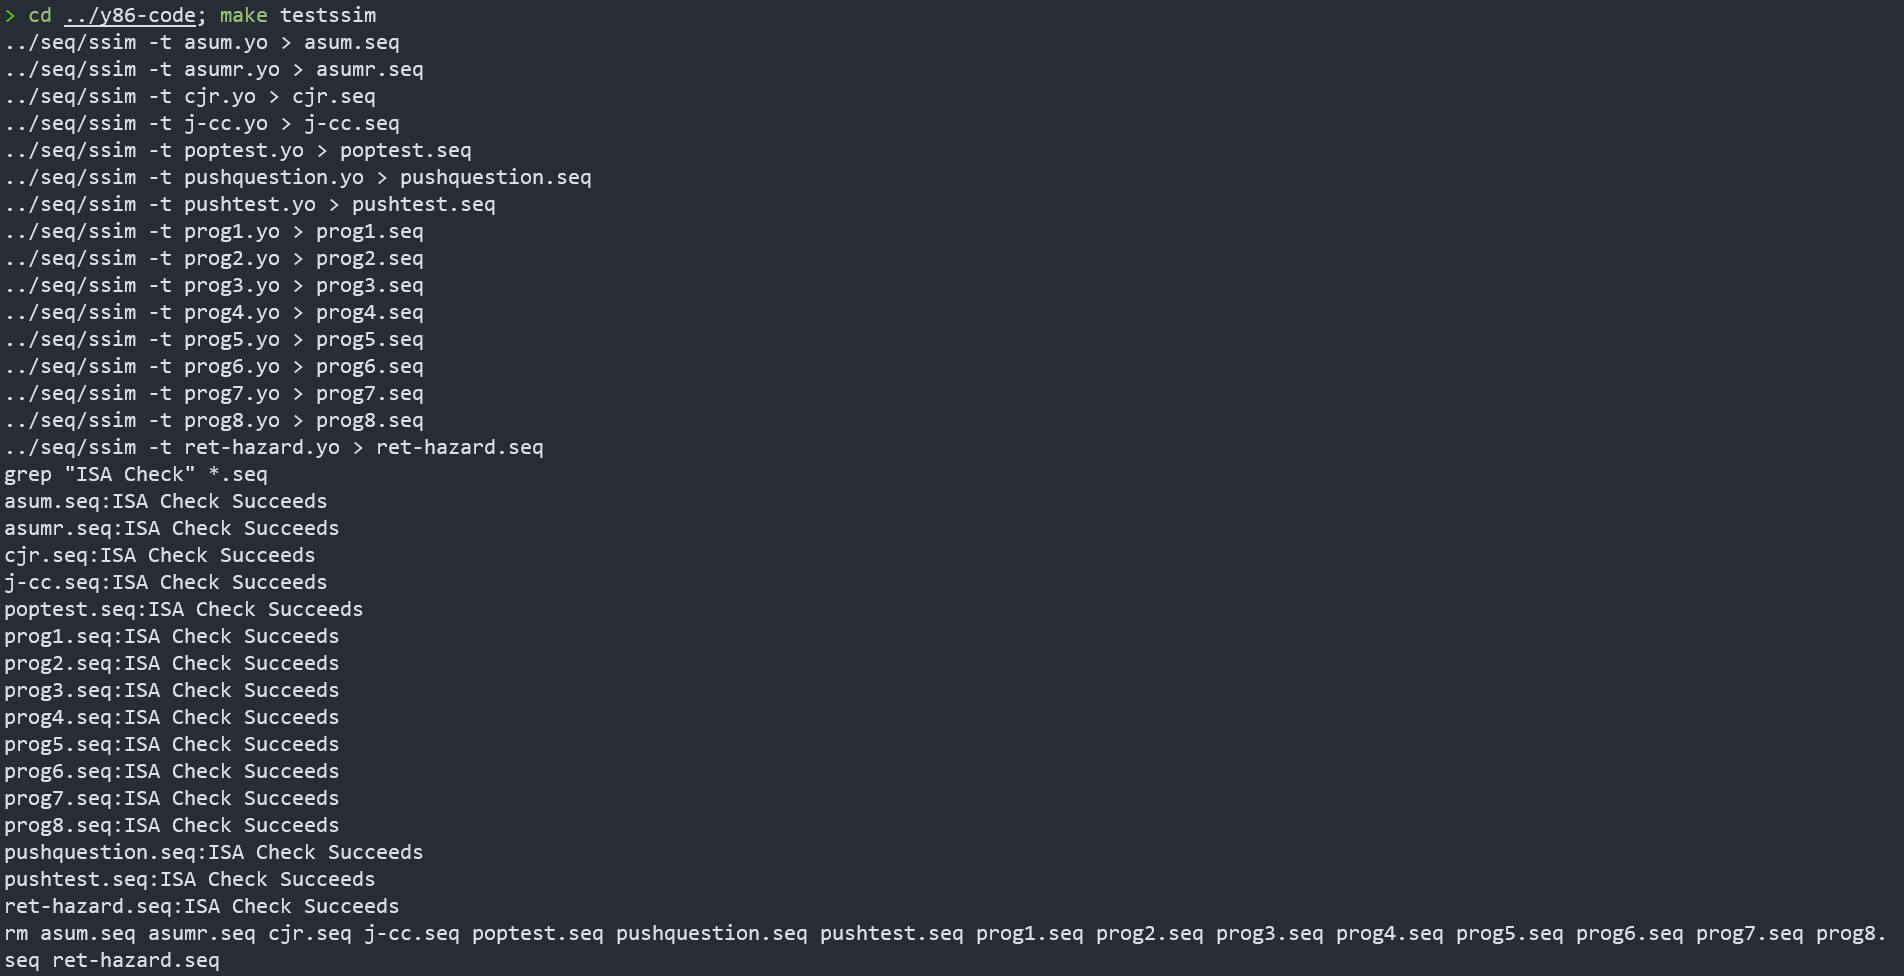 > cd ../y86-code; make testssim
../seq/ssim -t asum.yo > asum.seq
../seq/ssim -t asumr.yo > asumr.seq
../seq/ssim -t cjr.yo > cjr.seq
../seq/ssim -t j-cc.yo > j-cc.seq
../seq/ssim -t poptest.yo > poptest.seq
../seq/ssim -t pushquestion.yo > pushquestion.seq
../seq/ssim -t pushtest.yo > pushtest.seq
../seq/ssim -t prog1.yo > prog1.seq
../seq/ssim -t prog2.yo > prog2.seq
../seq/ssim -t prog3.yo > prog3.seq
../seq/ssim -t prog4.yo > prog4.seq
../seq/ssim -t prog5.yo > prog5.seq
../seq/ssim -t prog6.yo > prog6.seq
../seq/ssim -t prog7.yo > prog7.seq
../seq/ssim -t prog8.yo > prog8.seq
../seq/ssim -t ret-hazard.yo > ret-hazard.seq
grep "ISA Check" *.seq
asum.seq:ISA Check Succeeds
asumr.seq:ISA Check Succeeds
cjr.seq:ISA Check Succeeds
j-cc.seq:ISA Check Succeeds
poptest.seq:ISA Check Succeeds
prog1.seq:ISA Check Succeeds
prog2.seq:ISA Check Succeeds
prog3.seq:ISA Check Succeeds
prog4.seq:ISA Check Succeeds
prog5.seq:ISA Check Succeeds
prog6.seq:ISA Check Succeeds
prog7.seq:ISA Check Succeeds
prog8.seq:ISA Check Succeeds
pushquestion.seq:ISA Check Succeeds
pushtest.seq:ISA Check Succeeds
ret-hazard.seq:ISA Check Succeeds
rm asum.seq asumr.seq cjr.seq j-cc.seq poptest.seq pushquestion.seq pushtest.seq prog1.seq prog2.seq prog3.seq prog4.seq prog5.seq prog6.seq prog7.seq prog8.
seq ret-hazard.seq